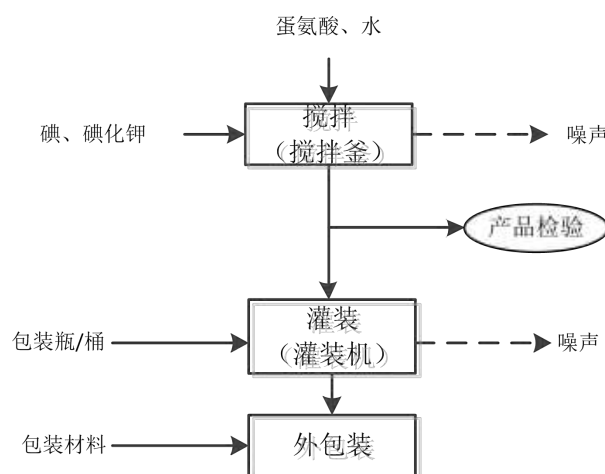 蛋氨酸、水
碘、碘化钾
搅拌
（搅拌釜）
噪声
产品检验
包装瓶/桶
灌装
（灌装机）
噪声
包装材料
外包装